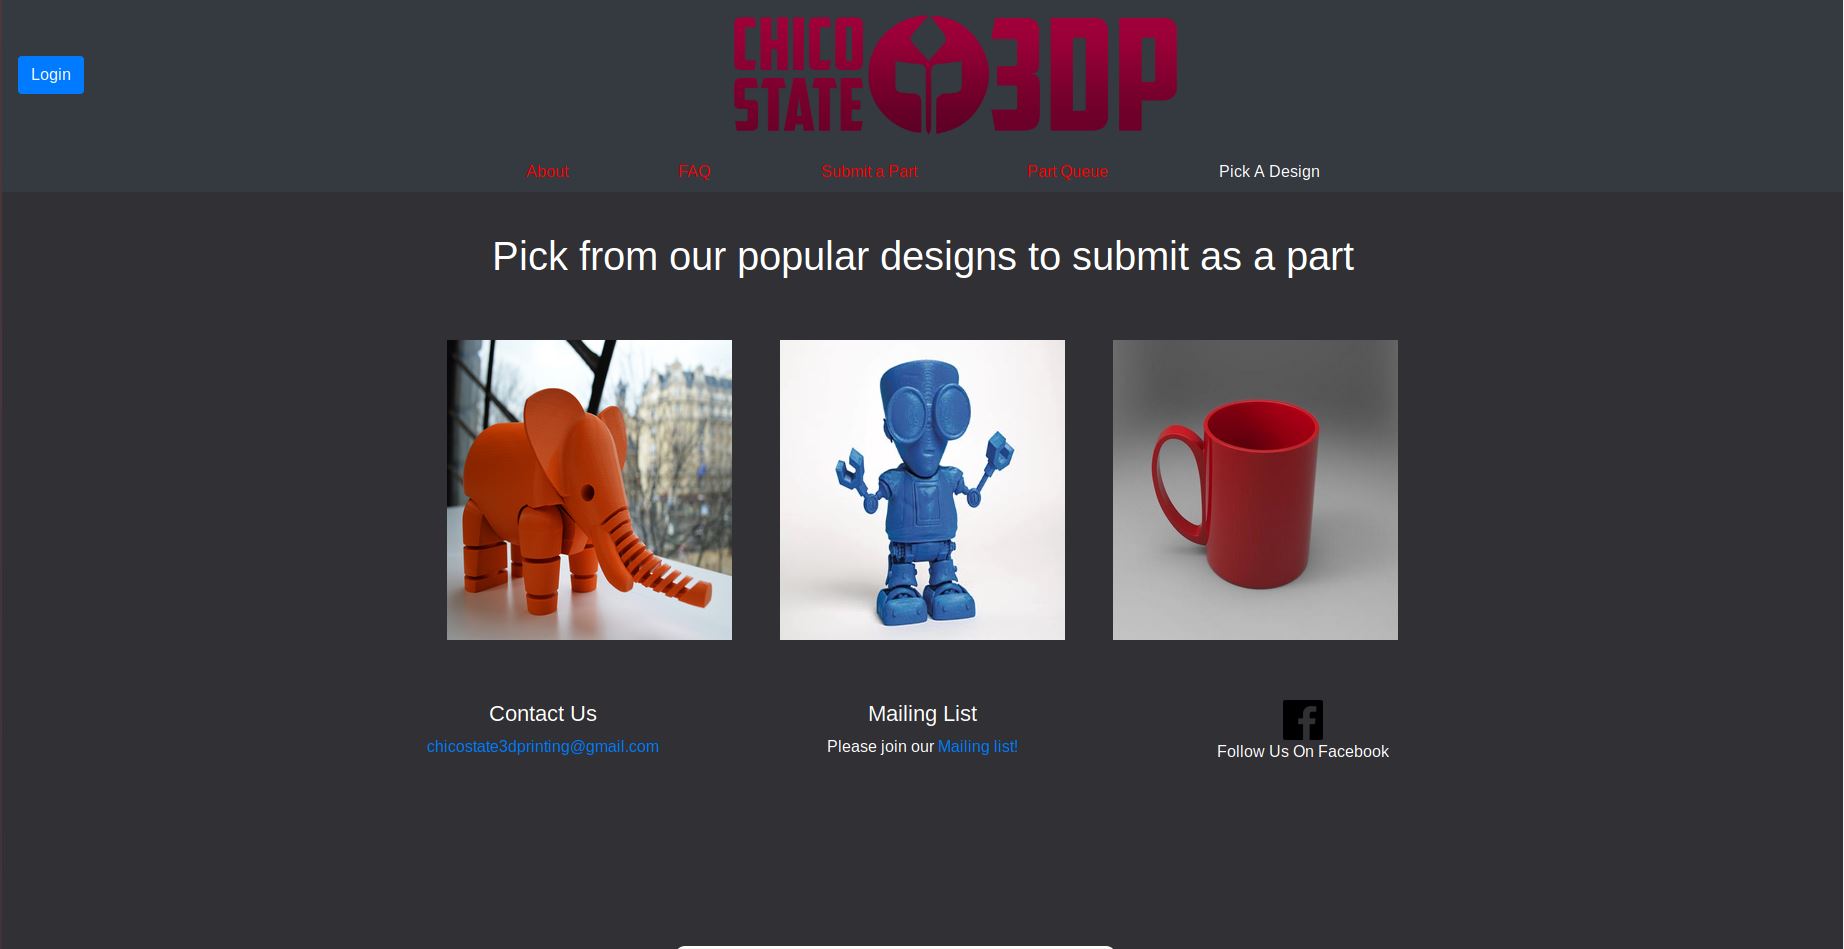 Login
CHICO
STATE
3DP
About
FAQ
Submit a Part
Part Queue
Pick A Design
Pick from our popular designs to submit as a part
Contact Us
chicostate3dprinting@gmail.com
Mailing List
Please join our Mailing list!
f
Follow Us On Facebook